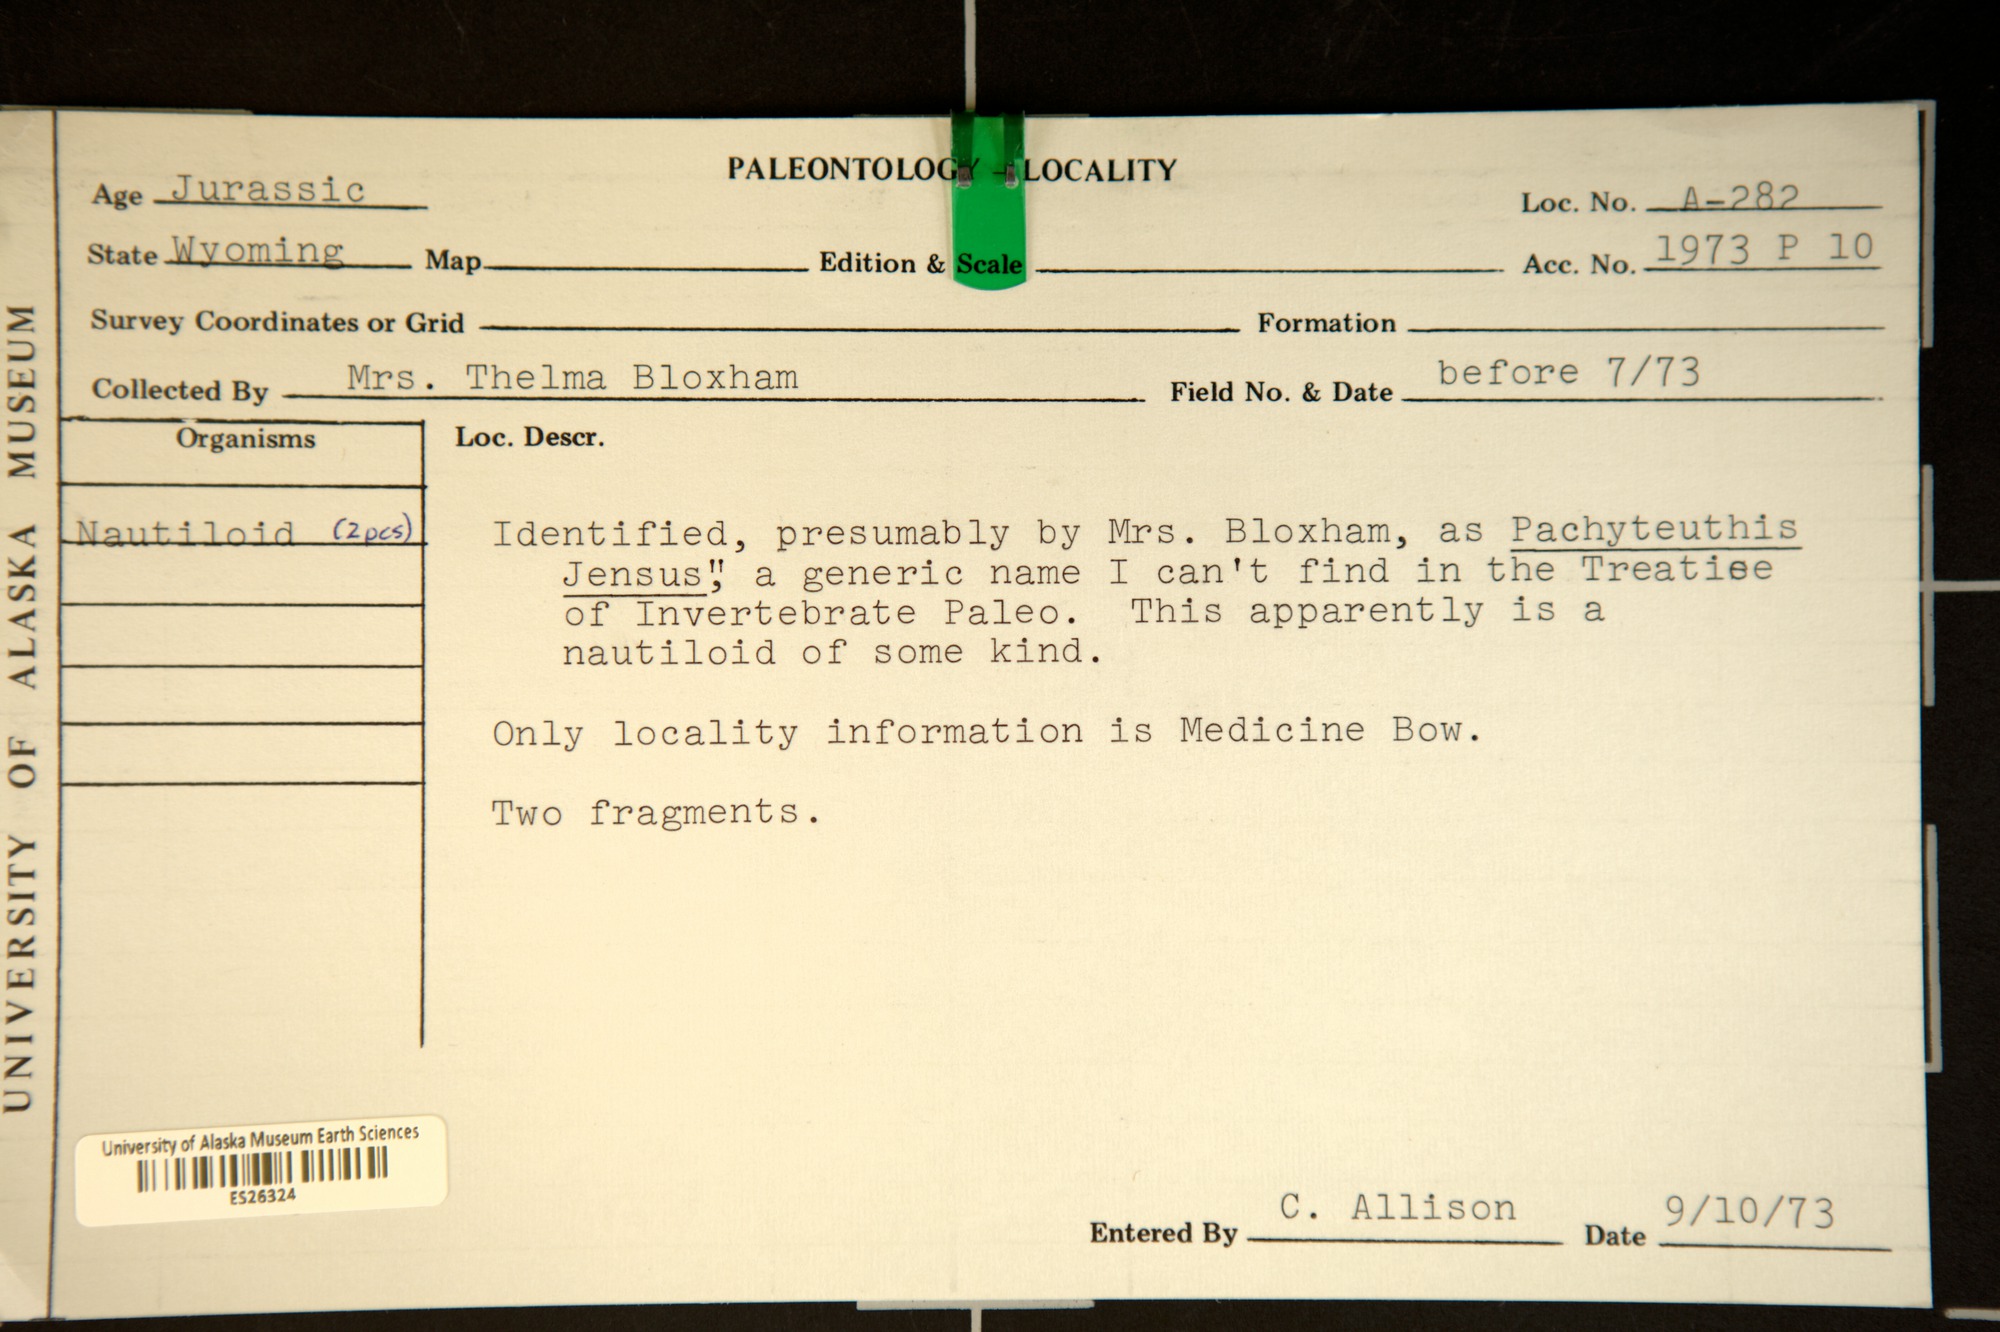 PALEONTOLOGY - LOCALITY
Age Jurassic
Loc. No. A-282
State Wyoming Map Edition & Scale
Acc. No. 1973 P 10
Survey Coordinates or Grid Formation
Collected By Mrs. Thelma Bloxham Field No. & Date before 7/73
Organisms
Loc. Descr.
Nautiloid (2pcs)
Identified, presumably by Mrs. Bloxham, as Pachyteuthis
Jensus", a generic name I can't find in the Treatise
of Invertebrate Paleo. This apparently is a
nautiloid of some kind.
Only locality information is Medicine Bow.
Two fragments.
UNIVERSITY OF ALASKA MUSEUM
University of Alaska Museum Earth Sciences
ES26324
Entered By C. Allison Date 9/10/73